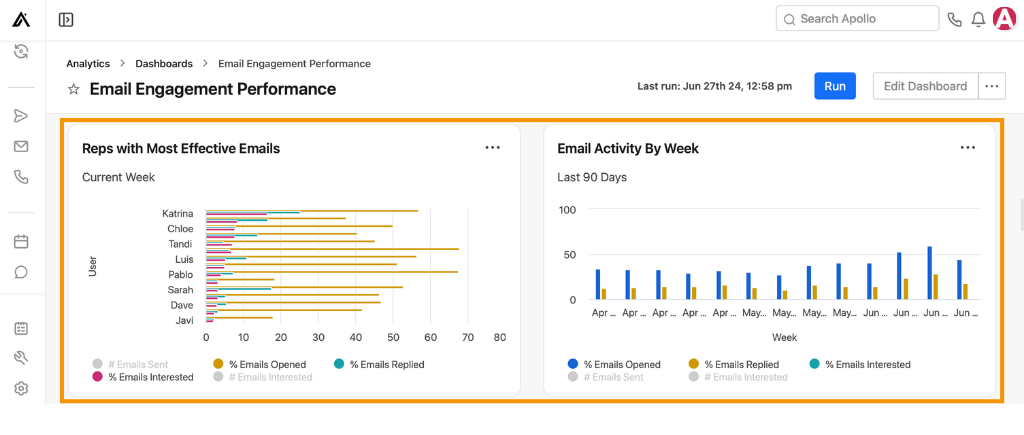 Search Apollo
A
Analytics > Dashboards > Email Engagement Performance
Email Engagement Performance
Last run: Jun 27th 24, 12:58 pm
Run
Edit Dashboard
Reps with Most Effective Emails
Current Week
User
Katrina
Chloe
Tandi
Luis
Pablo
Sarah
Dave
Javi
0 10 20 30 40 50 60 70 80
# Emails Sent
% Emails Opened
% Emails Replied
% Emails Interested
# Emails Interested
Email Activity By Week
Last 90 Days
100
50
0
Apr ... Apr ... Apr ... Apr ... Apr ... May... May... May... May... Jun ... Jun ... Jun ... Jun ...
Week
% Emails Opened
% Emails Replied
% Emails Interested
# Emails Sent
# Emails Interested